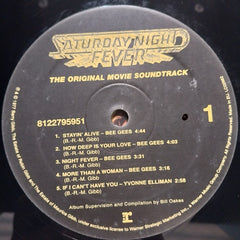 SATURDAY NIGHT
FEVER
THE ORIGINAL MOVIE SOUNDTRACK
8122795951
1
1. STAYIN' ALIVE – BEE GEES 4:44
(B.-R.-M. Gibb)
2. HOW DEEP IS YOUR LOVE – BEE GEES 4:03
(B.-R.-M. Gibb)
3. NIGHT FEVER – BEE GEES 3:31
(B.-R.-M. Gibb)
4. MORE THAN A WOMAN – BEE GEES 3:18
(B.-R.-M. Gibb)
5. IF I CAN'T HAVE YOU – YVONNE ELLIMAN 2:58
(B.-R.-M. Gibb)
Album Supervision and Compilation by Bill Oakes